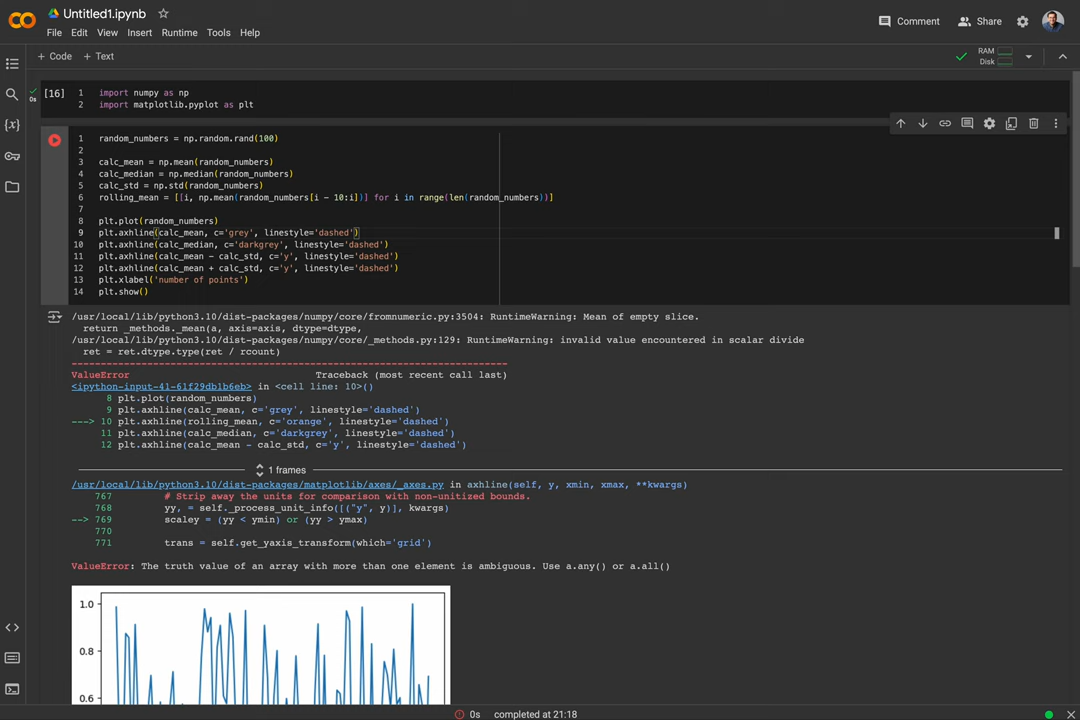 Untitled1.ipynb
Comment
Share
File Edit View Insert Runtime Tools Help
+ Code + Text
RAM
Disk
[16]
0s
1 import numpy as np
2 import matplotlib.pyplot as plt
1 random_numbers = np.random.rand(100)
2
3 calc_mean = np.mean(random_numbers)
4 calc_median = np.median(random_numbers)
5 calc_std = np.std(random_numbers)
6 rolling_mean = [[i, np.mean(random_numbers[i - 10:i])] for i in range(len(random_numbers))]
7
8 plt.plot(random_numbers)
9 plt.axhline(calc_mean, c='grey', linestyle='dashed')
10 plt.axhline(calc_median, c='darkgrey', linestyle='dashed')
11 plt.axhline(calc_mean - calc_std, c='y', linestyle='dashed')
12 plt.axhline(calc_mean + calc_std, c='y', linestyle='dashed')
13 plt.xlabel('number of points')
14 plt.show()
/usr/local/lib/python3.10/dist-packages/numpy/core/fromnumeric.py:3504: RuntimeWarning: Mean of empty slice.
return _methods._mean(a, axis=axis, dtype=dtype,
/usr/local/lib/python3.10/dist-packages/numpy/core/_methods.py:129: RuntimeWarning: invalid value encountered in scalar divide
ret = ret.dtype.type(ret / rcount)
---------------------------------------------------------------------------
ValueError Traceback (most recent call last)
<ipython-input-41-61f29db1b6eb> in <cell line: 10>()
8 plt.plot(random_numbers)
9 plt.axhline(calc_mean, c='grey', linestyle='dashed')
---> 10 plt.axhline(rolling_mean, c='orange', linestyle='dashed')
11 plt.axhline(calc_median, c='darkgrey', linestyle='dashed')
12 plt.axhline(calc_mean - calc_std, c='y', linestyle='dashed')
1 frames
/usr/local/lib/python3.10/dist-packages/matplotlib/axes/_axes.py in axhline(self, y, xmin, xmax, **kwargs)
767 # Strip away the units for comparison with non-unitized bounds.
768 yy, = self._process_unit_info([("y", y)], kwargs)
--> 769 scaley = (yy < ymin) or (yy > ymax)
770
771 trans = self.get_yaxis_transform(which='grid')
ValueError: The truth value of an array with more than one element is ambiguous. Use a.any() or a.all()
1.0
0.8
0.6
0s completed at 21:18